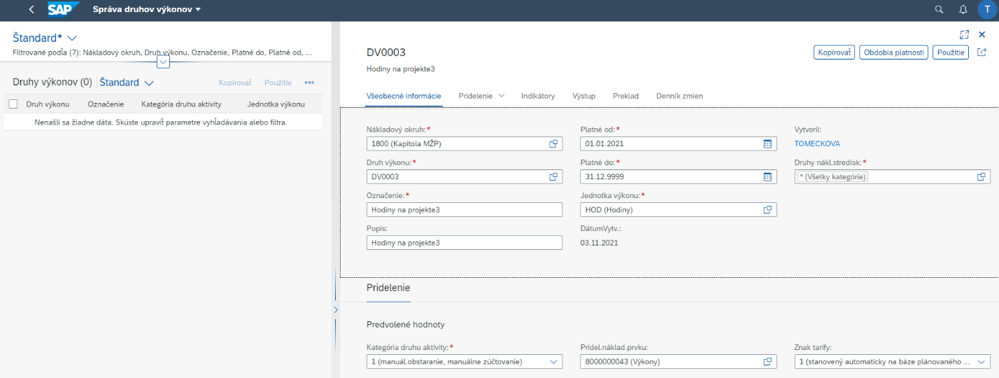 SAP Správa druhov výkonov
T
Štandard*
Filtrované podľa (7): Nákladový okruh, Druh výkonu, Označenie, Platné do, Platné od, ...
Druhy výkonov (0) Štandard Kopírovať Použitie
Druh výkonu Označenie Kategória druhu aktivity Jednotka výkonu
Nenašli sa žiadne dáta. Skúste upraviť parametre vyhľadávania alebo filtra.
DV0003
Hodiny na projekte3
Kopírovať Obdobia platnosti Použitie
Všeobecné informácie Pridelenie Indikátory Výstup Preklad Denník zmien
Nákladový okruh:* Platné od:* Vytvoril:
1800 (Kapitola MŽP) 01.01.2021 TOMECKOVA
Druh výkonu:* Platné do:* Druhy nákl.stredísk:*
DV0003 31.12.9999 * (Všetky kategórie)
Označenie:* Jednotka výkonu:*
Hodiny na projekte3 HOD (Hodiny)
Popis: DátumVytv.:
Hodiny na projekte3 03.11.2021
Pridelenie
Predvolené hodnoty
Kategória druhu aktivity:* Pridel.náklad.prvku: Znak tarify:
1 (manuál.obstaranie, manuálne zúčtovanie) 8000000043 (Výkony) 1 (stanovený automaticky na báze plánovaného ...